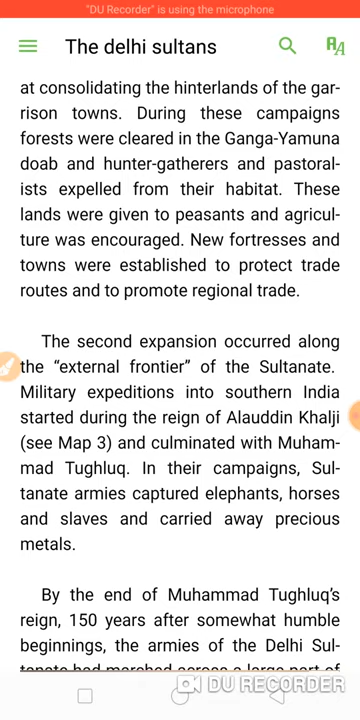 "DU Recorder" is using the microphone
The delhi sultans
at consolidating the hinterlands of the gar-
rison towns. During these campaigns
forests were cleared in the Ganga-Yamuna
doab and hunter-gatherers and pastoral-
ists expelled from their habitat. These
lands were given to peasants and agricul-
ture was encouraged. New fortresses and
towns were established to protect trade
routes and to promote regional trade.
The second expansion occurred along
the “external frontier” of the Sultanate.
Military expeditions into southern India
started during the reign of Alauddin Khalji
(see Map 3) and culminated with Muham-
mad Tughluq. In their campaigns, Sul-
tanate armies captured elephants, horses
and slaves and carried away precious
metals.
By the end of Muhammad Tughluq’s
reign, 150 years after somewhat humble
beginnings, the armies of the Delhi Sul-
tanate had marched across a large part of
DU RECORDER